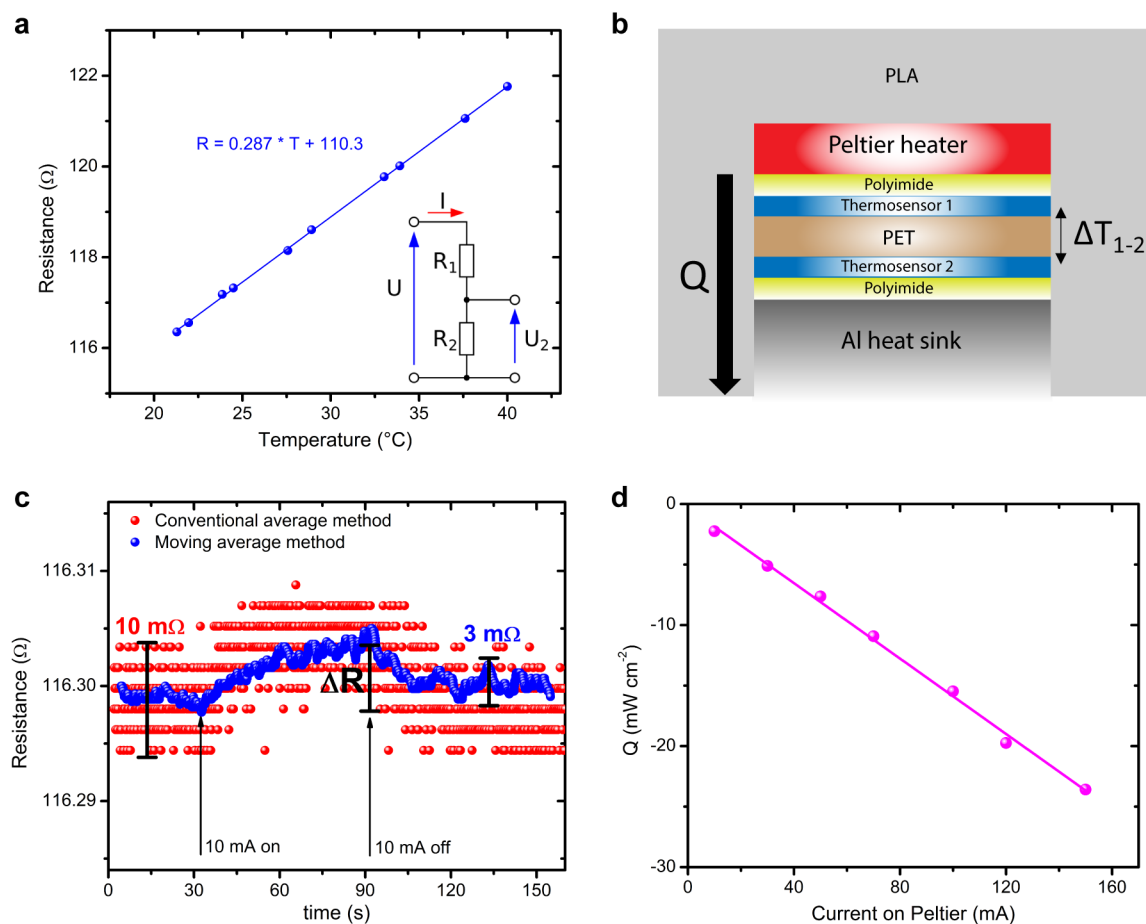 a
122
120
118
116
Resistance (Ω)
R = 0.287 * T + 110.3
I
R1
U
R2
U2
20
25
30
35
40
Temperature (°C)
b
PLA
Peltier heater
Polyimide
Thermosensor 1
PET
Thermosensor 2
Polyimide
Al heat sink
Q
ΔT1-2
c
Conventional average method
Moving average method
116.31
116.30
116.29
Resistance (Ω)
10 mΩ
ΔR
3 mΩ
10 mA on
10 mA off
0
30
60
90
120
150
time (s)
d
0
-10
-20
-30
Q (mW cm-2)
0
40
80
120
160
Current on Peltier (mA)